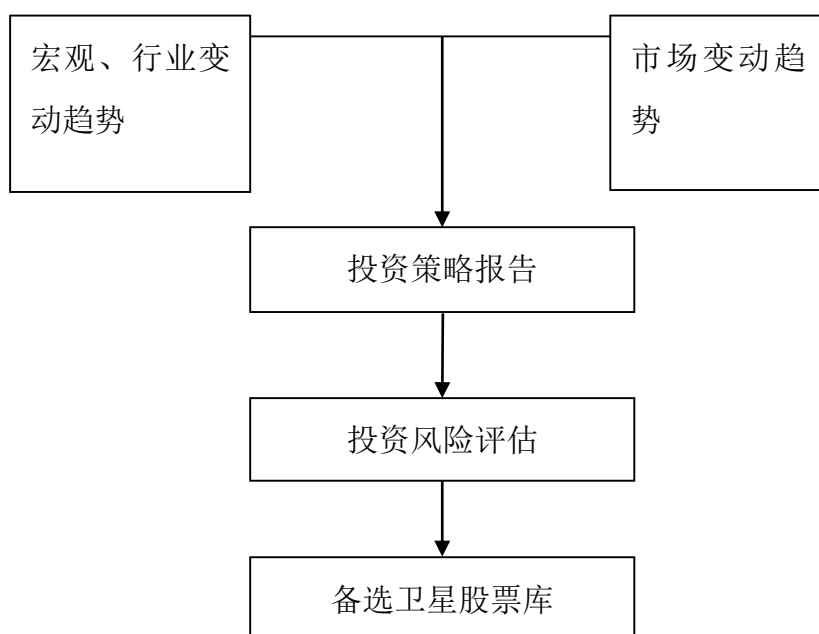 宏观、行业变
动趋势
市场变动趋
势
投资策略报告
投资风险评估
备选卫星股票库